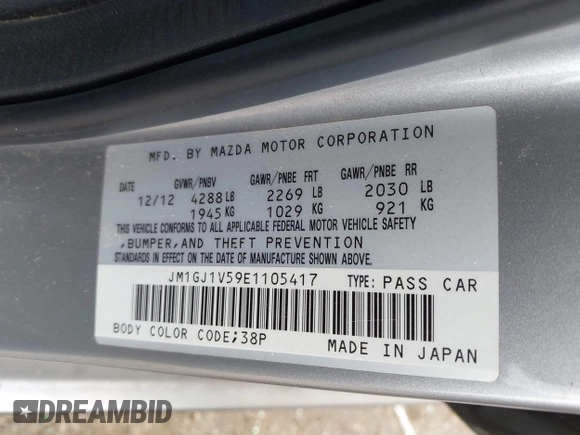 MFD. BY MAZDA MOTOR CORPORATION
DATE GVWR/PNBV GAWR/PNBE FRT GAWR/PNBE RR
12/12 4288 LB 2269 LB 2030 LB
1945 KG 1029 KG 921 KG
THIS VEHICLE CONFORMS TO ALL APPLICABLE FEDERAL MOTOR VEHICLE SAFETY
,BUMPER,AND THEFT PREVENTION
STANDARDS IN EFFECT ON THE DATE OF MANUFACTURE SHOWN ABOVE.
JM1GJ1V59E1105417 TYPE: PASS CAR
BODY COLOR CODE;38P
MADE IN JAPAN
DREAMBID